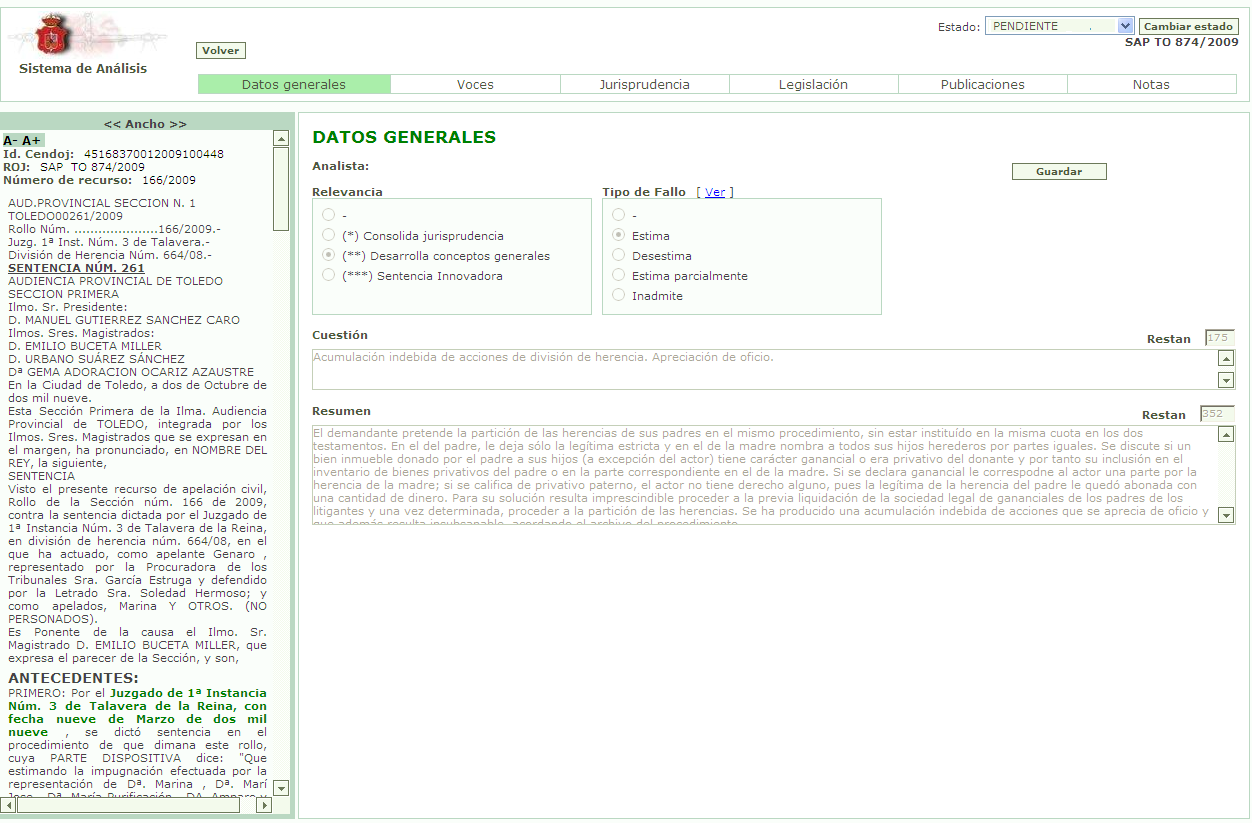 Estado: PENDIENTE Cambiar estado
SAP TO 874/2009
Volver
Sistema de Análisis
Datos generales Voces Jurisprudencia Legislación Publicaciones Notas
<< Ancho >>
A- A+
Id. Cendoj: 45168370012009100448
ROJ: SAP TO 874/2009
Número de recurso: 166/2009
AUD.PROVINCIAL SECCION N. 1
TOLEDO00261/2009
Rollo Núm. .....................166/2009.-
Juzg. 1ª Inst. Núm. 3 de Talavera.-
División de Herencia Núm. 664/08.-
SENTENCIA NÚM. 261
AUDIENCIA PROVINCIAL DE TOLEDO
SECCION PRIMERA
Ilmo. Sr. Presidente:
D. MANUEL GUTIERREZ SANCHEZ CARO
Ilmos. Sres. Magistrados:
D. EMILIO BUCETA MILLER
D. URBANO SUÁREZ SÁNCHEZ
Dª GEMA ADORACION OCARIZ AZAUSTRE
En la Ciudad de Toledo, a dos de Octubre de
dos mil nueve.
Esta Sección Primera de la Ilma. Audiencia
Provincial de TOLEDO, integrada por los
Ilmos. Sres. Magistrados que se expresan en
el margen, ha pronunciado, en NOMBRE DEL
REY, la siguiente,
SENTENCIA
Visto el presente recurso de apelación civil,
Rollo de la Sección núm. 166 de 2009,
contra la sentencia dictada por el Juzgado de
1ª Instancia Núm. 3 de Talavera de la Reina,
en división de herencia núm. 664/08, en el
que ha actuado, como apelante Genaro ,
representado por la Procuradora de los
Tribunales Sra. García Estruga y defendido
por la Letrado Sra. Soledad Hermoso; y
como apelados, Marina Y OTROS. (NO
PERSONADOS).
Es Ponente de la causa el Ilmo. Sr.
Magistrado D. EMILIO BUCETA MILLER, que
expresa el parecer de la Sección, y son,
ANTECEDENTES:
PRIMERO: Por el Juzgado de 1ª Instancia
Núm. 3 de Talavera de la Reina, con
fecha nueve de Marzo de dos mil
nueve , se dictó sentencia en el
procedimiento de que dimana este rollo,
cuya PARTE DISPOSITIVA dice: "Que
estimando la impugnación efectuada por la
representación de Dª. Marina , Dª. Marí
Jose , Dª. María Purificación , DA. Amparo y
DATOS GENERALES
Analista:
Guardar
Relevancia
-
(*) Consolida jurisprudencia
(**) Desarrolla conceptos generales
(***) Sentencia Innovadora
Tipo de Fallo [ Ver ]
-
Estima
Desestima
Estima parcialmente
Inadmite
Cuestión
Restan 175
Acumulación indebida de acciones de división de herencia. Apreciación de oficio.
Resumen
Restan 352
El demandante pretende la partición de las herencias de sus padres en el mismo procedimiento, sin estar instituído en la misma cuota en los dos
testamentos. En el del padre, le deja sólo la legítima estricta y en el de la madre nombra a todos sus hijos herederos por partes iguales. Se discute si un
bien inmueble donado por el padre a sus hijos (a excepción del actor) tiene carácter ganancial o era privativo del donante y por tanto su inclusión en el
inventario de bienes privativos del padre o en la parte correspondiente en el de la madre. Si se declara ganancial le correspodne al actor una parte por la
herencia de la madre; si se califica de privativo paterno, el actor no tiene derecho alguno, pues la legítima de la herencia del padre le quedó abonada con
una cantidad de dinero. Para su solución resulta imprescindible proceder a la previa liquidación de la sociedad legal de gananciales de los padres de los
litigantes y una vez determinada, proceder a la partición de las herencias. Se ha producido una acumulación indebida de acciones que se aprecia de oficio y
que además resulta insubsanable, acordando el archivo del procedimiento.